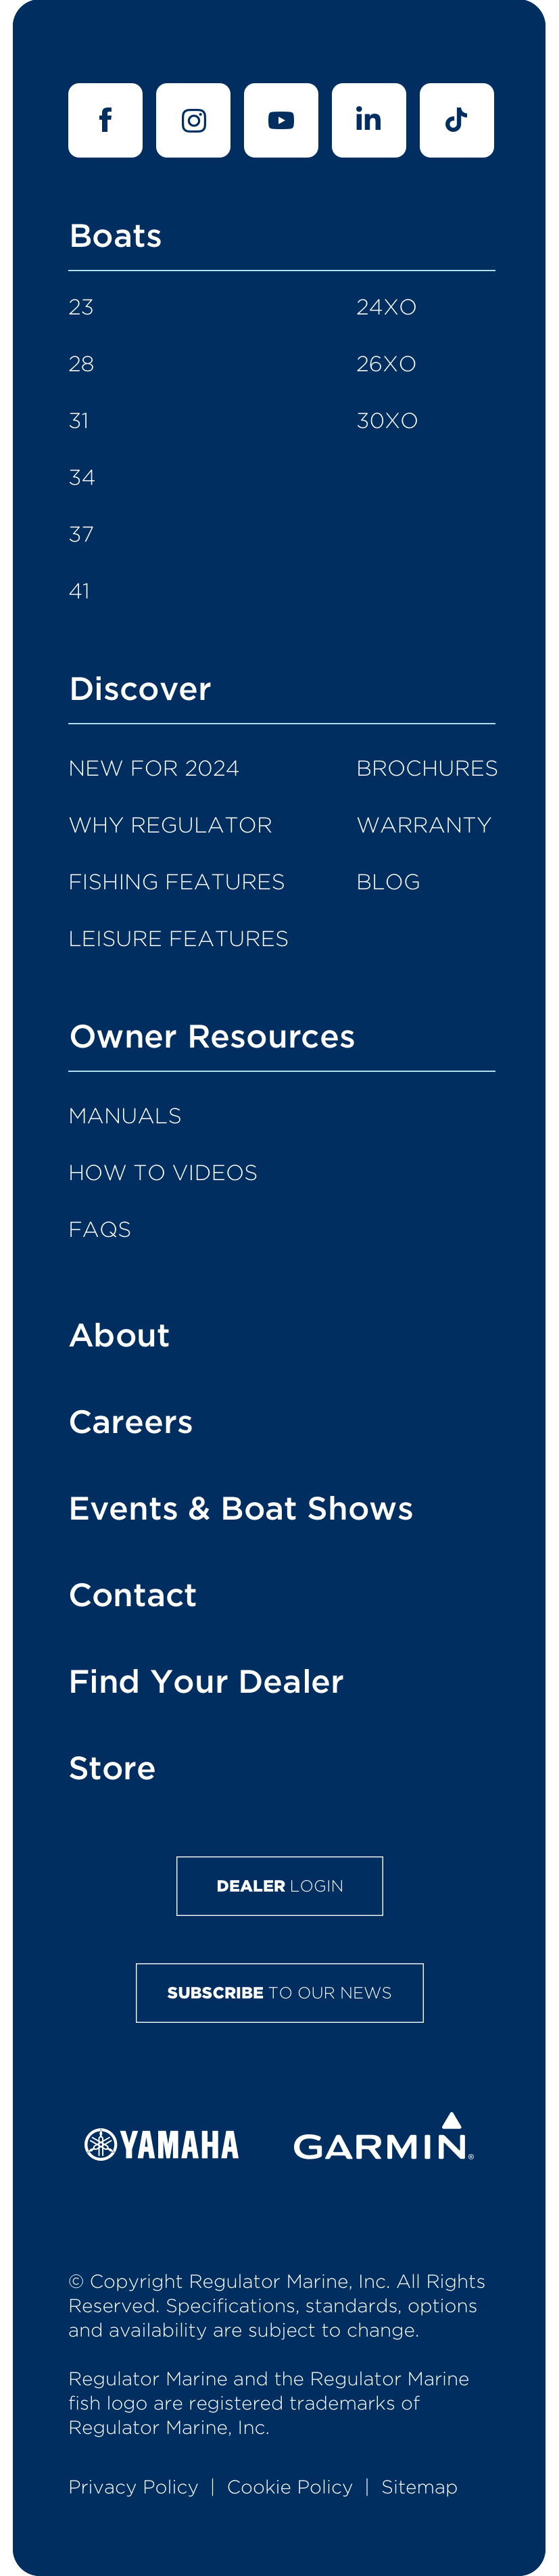 Boats
23
28
31
34
37
41
24XO
26XO
30XO
Discover
NEW FOR 2024
WHY REGULATOR
FISHING FEATURES
LEISURE FEATURES
BROCHURES
WARRANTY
BLOG
Owner Resources
MANUALS
HOW TO VIDEOS
FAQS
About
Careers
Events & Boat Shows
Contact
Find Your Dealer
Store
DEALER LOGIN
SUBSCRIBE TO OUR NEWS
YAMAHA GARMIN®
© Copyright Regulator Marine, Inc. All Rights
Reserved. Specifications, standards, options
and availability are subject to change.
Regulator Marine and the Regulator Marine
fish logo are registered trademarks of
Regulator Marine, Inc.
Privacy Policy | Cookie Policy | Sitemap